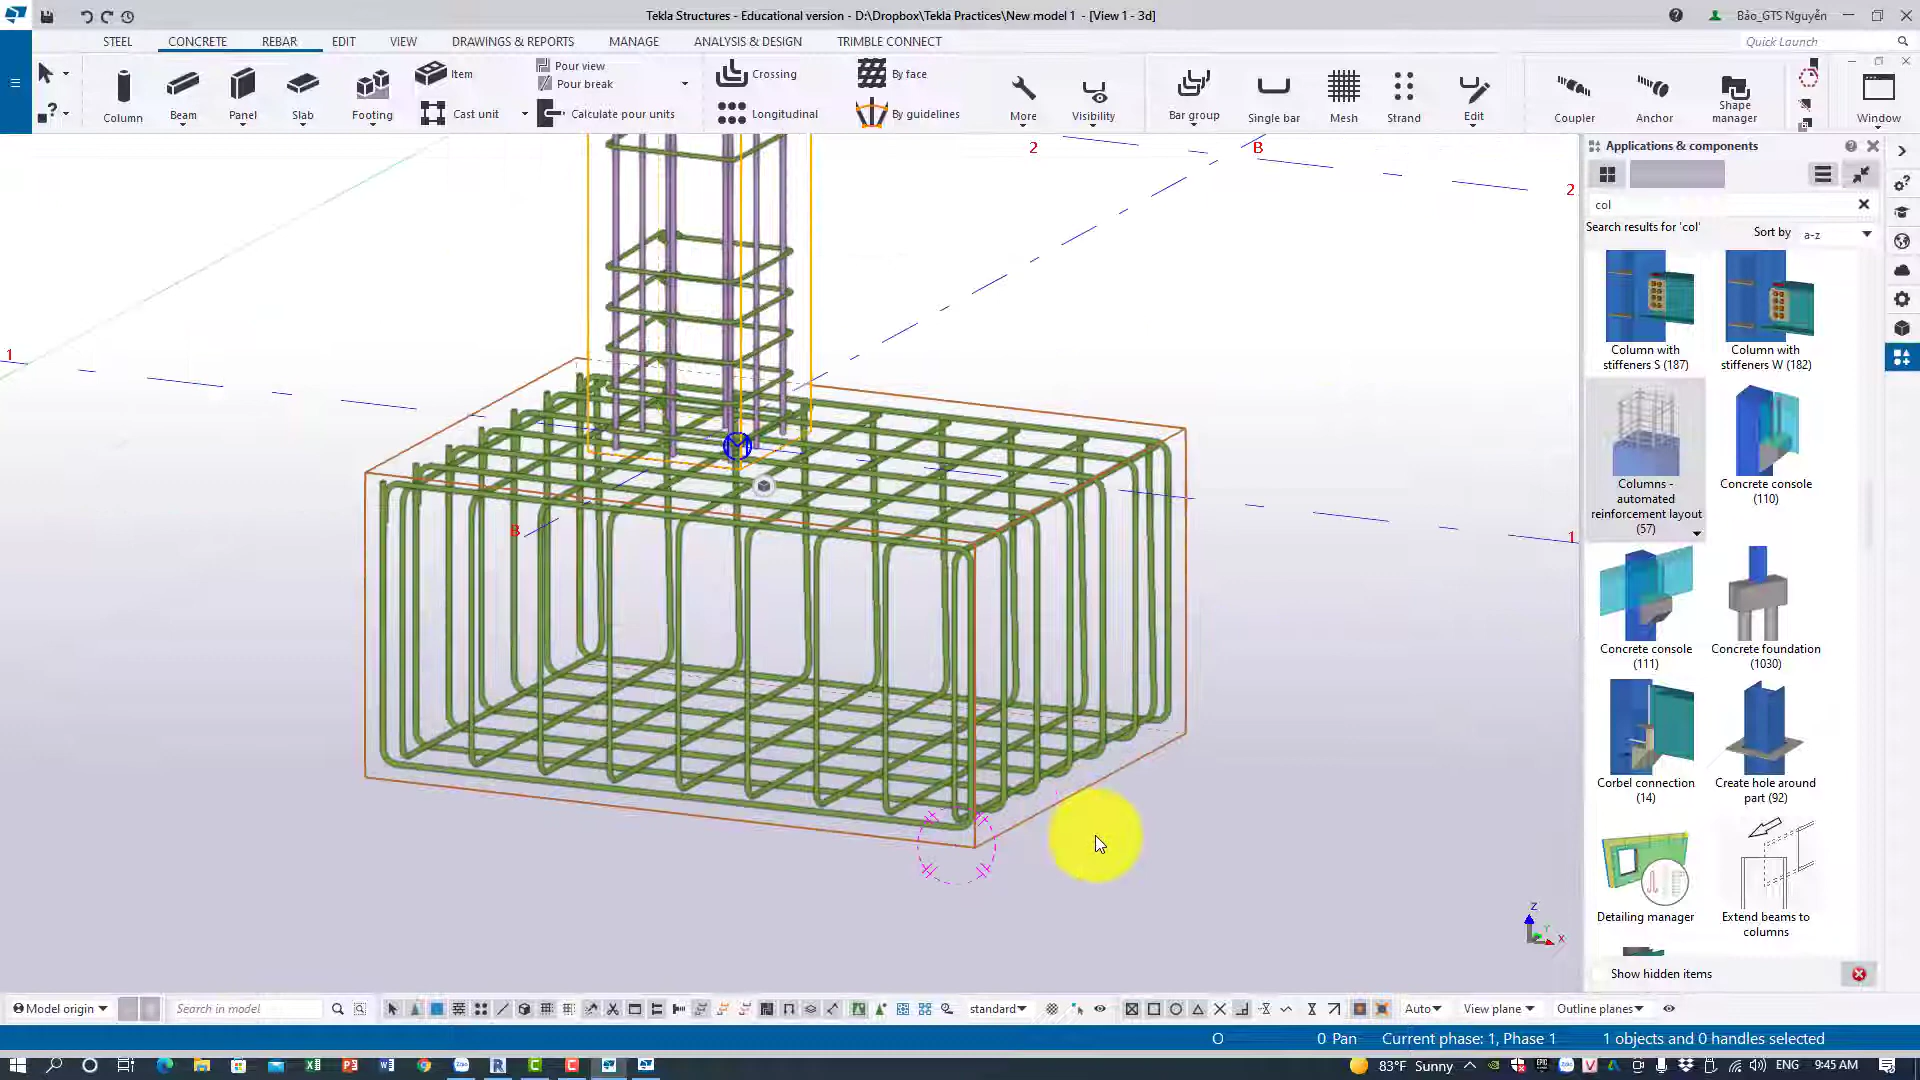 Tekla Structures - Educational version - D:\Dropbox\Tekla Practices\New model 1 - [View 1 - 3d]
Bảo_GTS Nguyễn
STEEL CONCRETE REBAR EDIT VIEW DRAWINGS & REPORTS MANAGE ANALYSIS & DESIGN TRIMBLE CONNECT
Quick Launch
Column
Beam
Panel
Slab
Footing
Item
Cast unit
Pour view
Pour break
Calculate pour units
Crossing
Longitudinal
By face
By guidelines
More
Visibility
Bar group
Single bar
Mesh
Strand
Edit
Coupler
Anchor
Shape
manager
Window
2
B
2
1
B
1
Z
Y
X
Applications & components
col
Search results for 'col'
Sort by
a-z
Column with
stiffeners S (187)
Column with
stiffeners W (182)
Columns -
automated
reinforcement layout
(57)
Concrete console
(110)
Concrete console
(111)
Concrete foundation
(1030)
Corbel connection
(14)
Create hole around
part (92)
Detailing manager
Extend beams to
columns
Show hidden items
Model origin
Search in model
standard
Auto
View plane
Outline planes
O
0 Pan
Current phase: 1, Phase 1
1 objects and 0 handles selected
83°F Sunny
ENG
9:45 AM